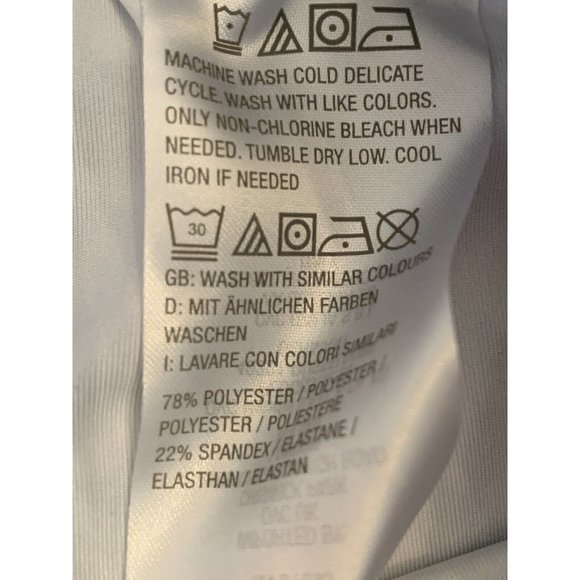 MACHINE WASH COLD DELICATE
CYCLE. WASH WITH LIKE COLORS.
ONLY NON-CHLORINE BLEACH WHEN
NEEDED. TUMBLE DRY LOW. COOL
IRON IF NEEDED
30
GB: WASH WITH SIMILAR COLOURS
D: MIT ÄHNLICHEN FARBEN
WASCHEN
I: LAVARE CON COLORI SIMILARI
78% POLYESTER / POLYESTER /
POLYESTER / POLIESTERE
22% SPANDEX / ELASTANE /
ELASTHAN / ELASTAN